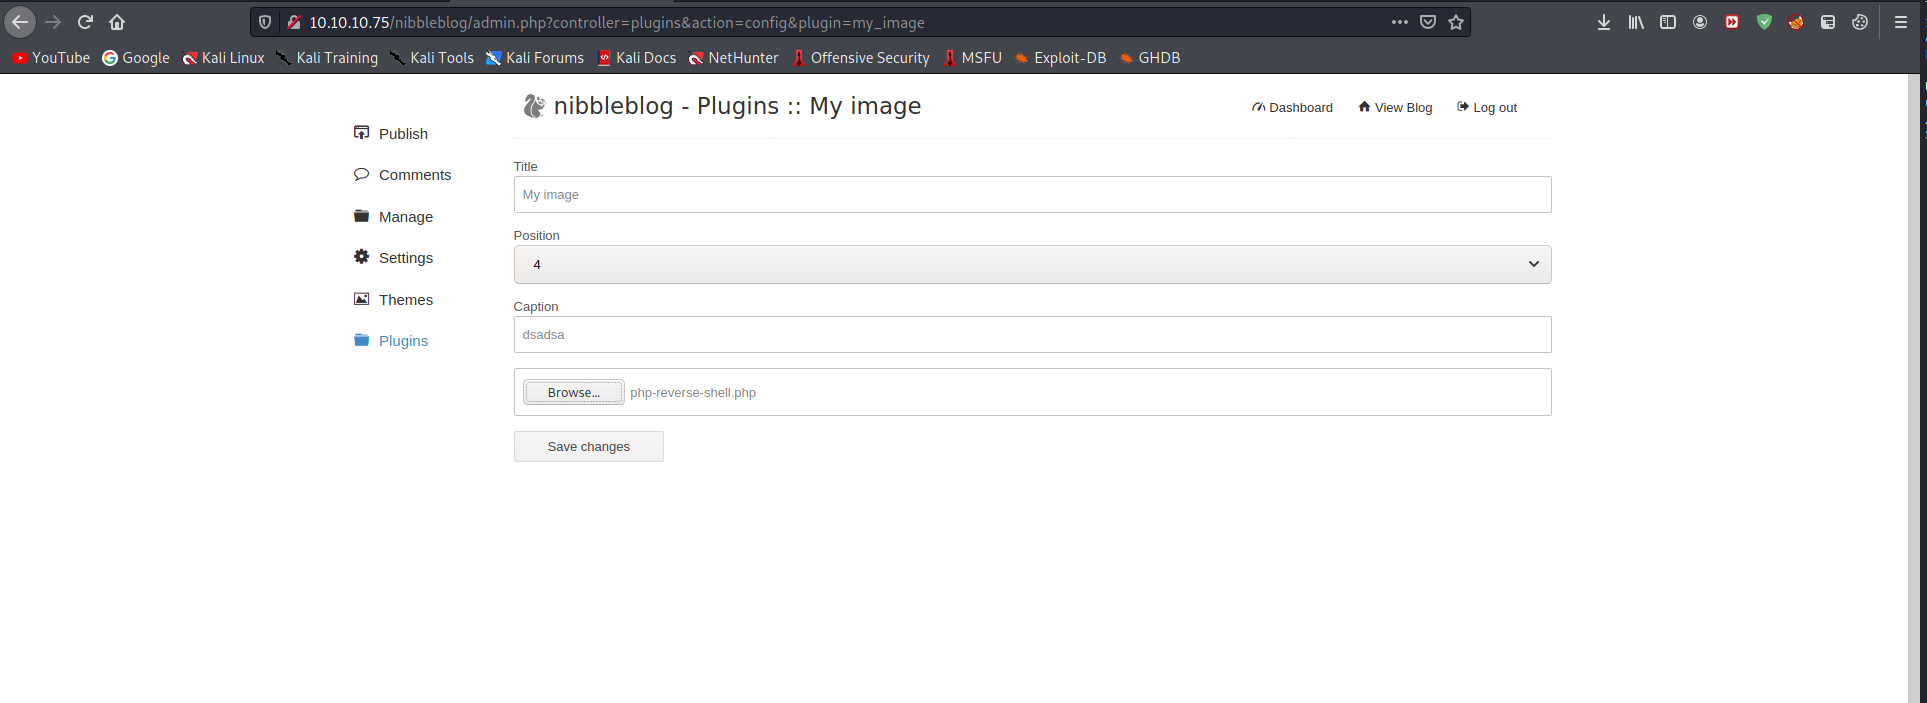 10.10.10.75/nibbleblog/admin.php?controller=plugins&action=config&plugin=my_image
YouTube Google Kali Linux Kali Training Kali Tools Kali Forums Kali Docs NetHunter Offensive Security MSFU Exploit-DB GHDB
nibbleblog - Plugins :: My image
Dashboard View Blog Log out
Publish
Comments
Manage
Settings
Themes
Plugins
Title
My image
Position
4
Caption
dsadsa
Browse... php-reverse-shell.php
Save changes